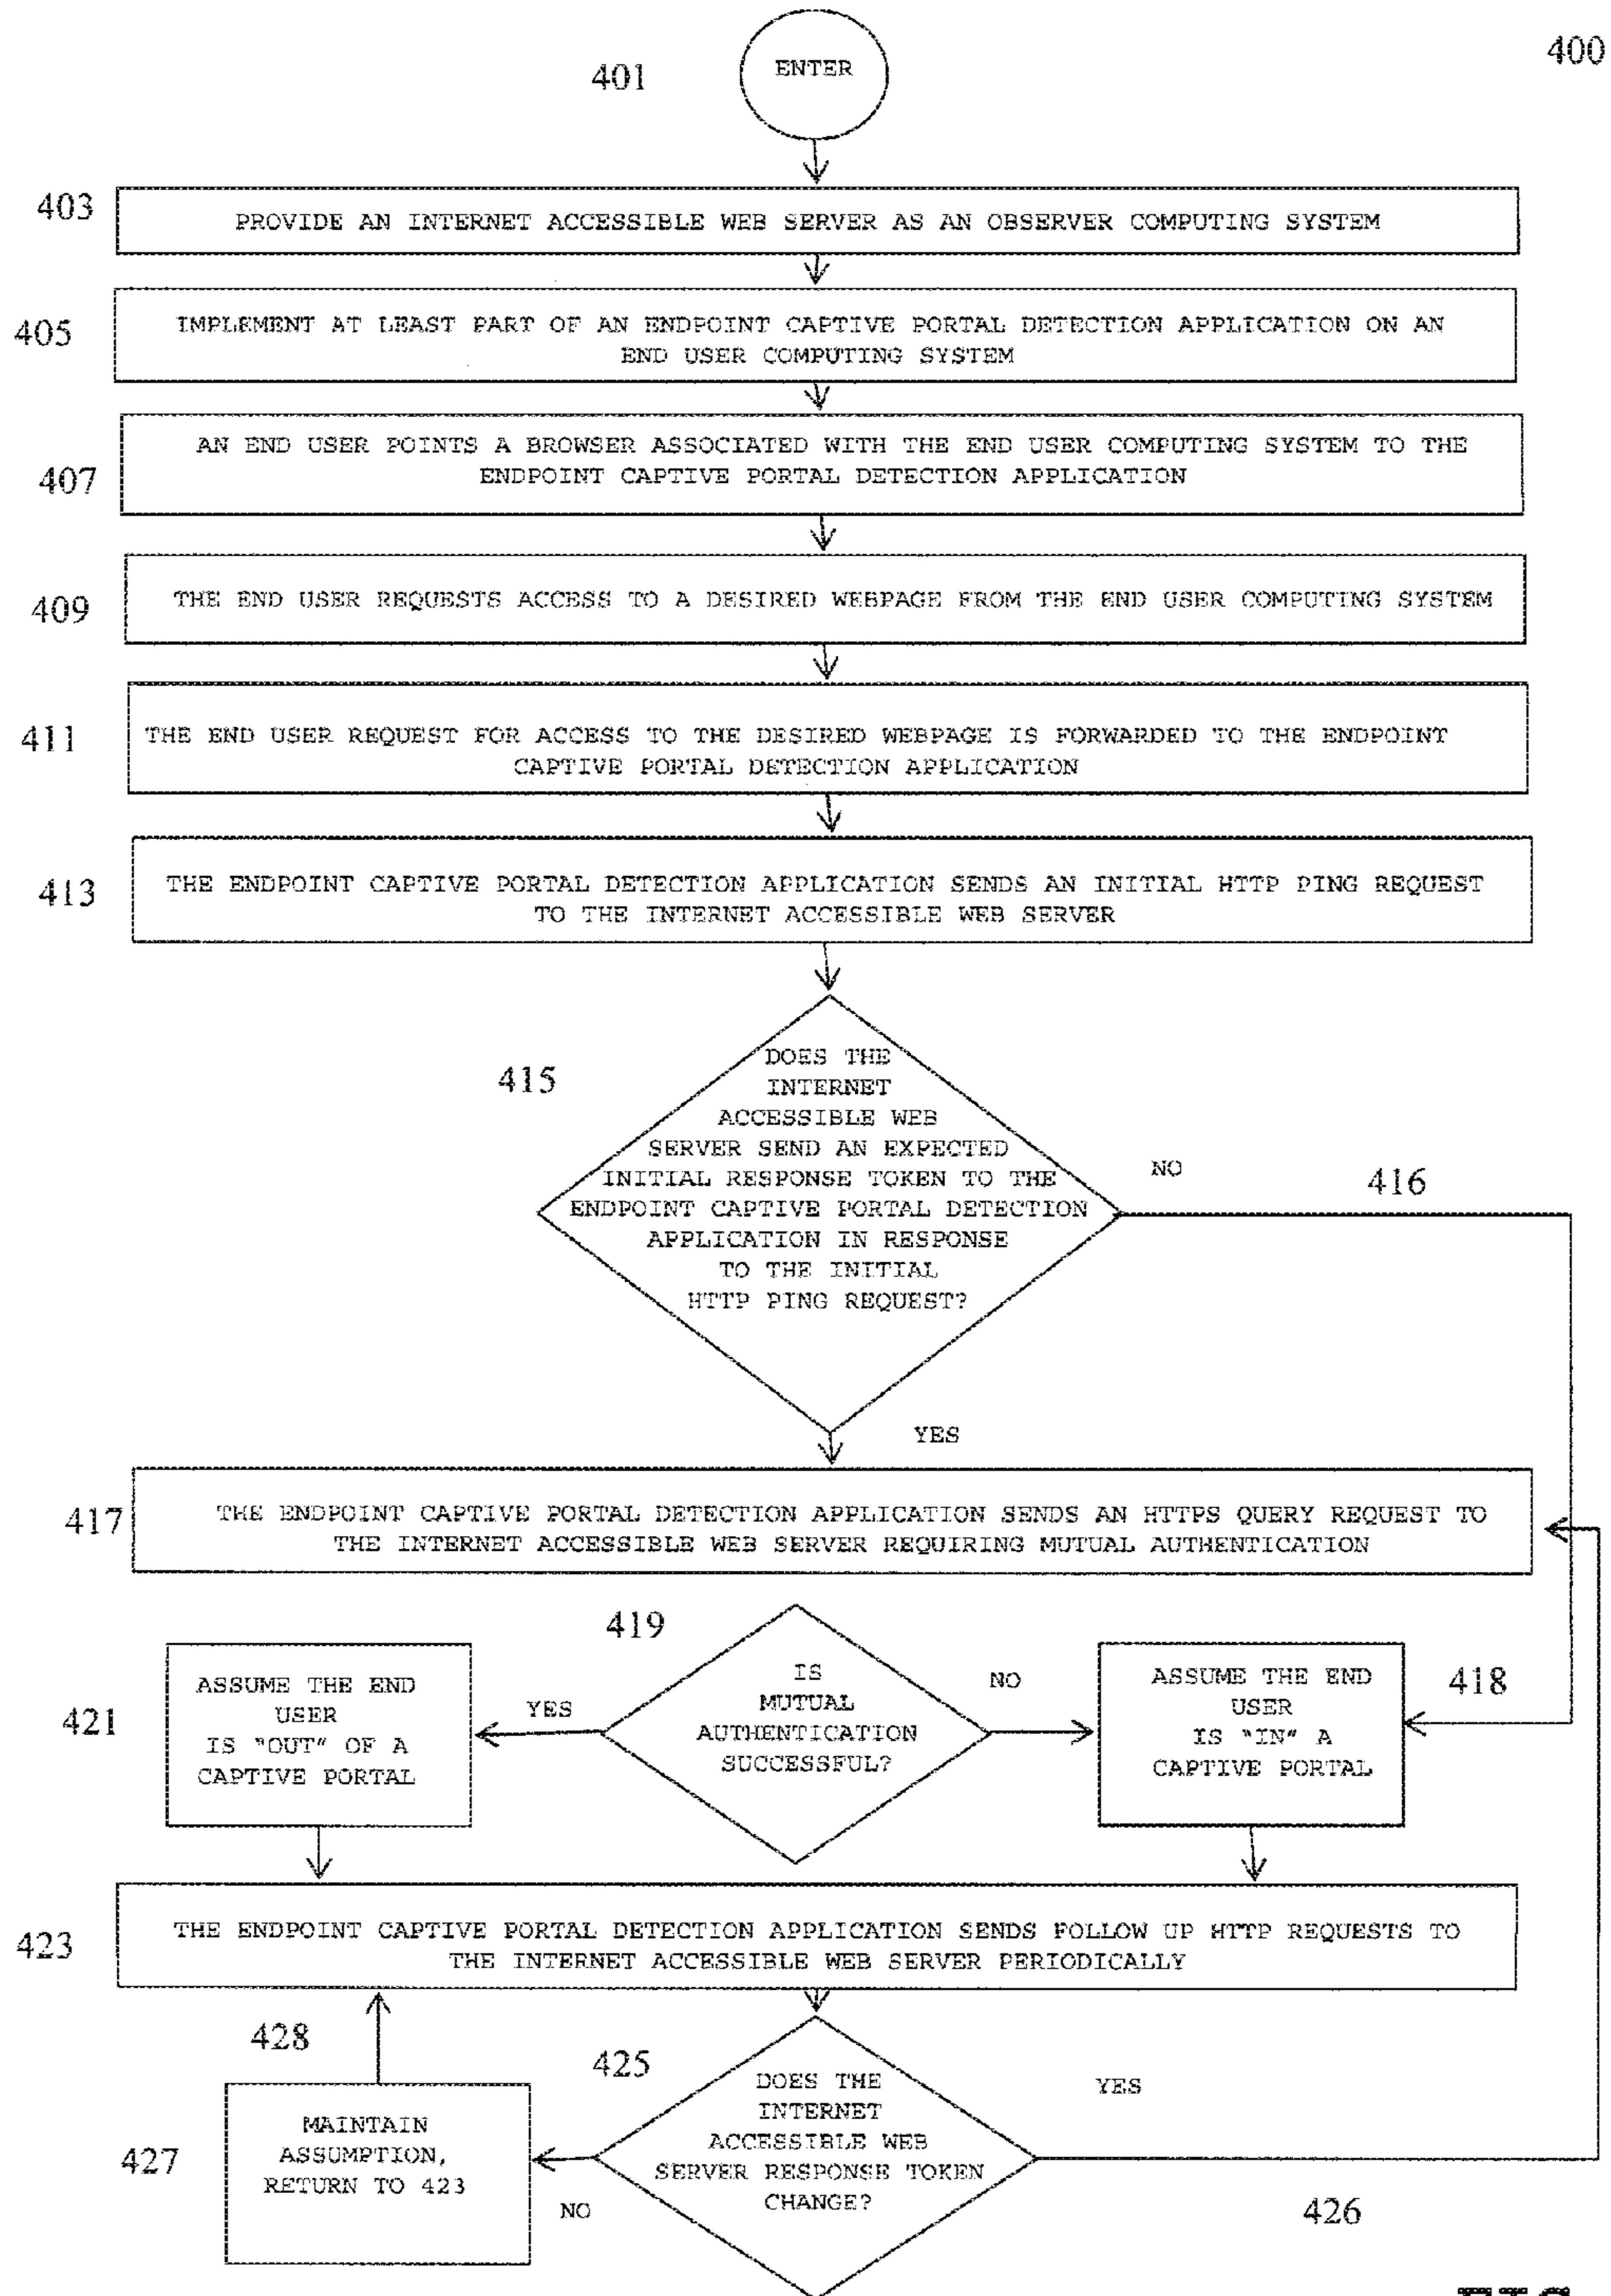 400
401
ENTER
403
PROVIDE AN INTERNET ACCESSIBLE WEB SERVER AS AN OBSERVER COMPUTING SYSTEM
405
IMPLEMENT AT LEAST PART OF AN ENDPOINT CAPTIVE PORTAL DETECTION APPLICATION ON AN
END USER COMPUTING SYSTEM
407
AN END USER POINTS A BROWSER ASSOCIATED WITH THE END USER COMPUTING SYSTEM TO THE
ENDPOINT CAPTIVE PORTAL DETECTION APPLICATION
409
THE END USER REQUESTS ACCESS TO A DESIRED WEBPAGE FROM THE END USER COMPUTING SYSTEM
411
THE END USER REQUEST FOR ACCESS TO THE DESIRED WEBPAGE IS FORWARDED TO THE ENDPOINT
CAPTIVE PORTAL DETECTION APPLICATION
413
THE ENDPOINT CAPTIVE PORTAL DETECTION APPLICATION SENDS AN INITIAL HTTP PING REQUEST
TO THE INTERNET ACCESSIBLE WEB SERVER
415
DOES THE
INTERNET
ACCESSIBLE WEB
SERVER SEND AN EXPECTED
INITIAL RESPONSE TOKEN TO THE
ENDPOINT CAPTIVE PORTAL DETECTION
APPLICATION IN RESPONSE
TO THE INITIAL
HTTP PING REQUEST?
NO
416
YES
417
THE ENDPOINT CAPTIVE PORTAL DETECTION APPLICATION SENDS AN HTTPS QUERY REQUEST TO
THE INTERNET ACCESSIBLE WEB SERVER REQUIRING MUTUAL AUTHENTICATION
419
IS
MUTUAL
AUTHENTICATION
SUCCESSFUL?
YES
NO
421
ASSUME THE END
USER
IS "OUT" OF A
CAPTIVE PORTAL
ASSUME THE END
USER
IS "IN" A
CAPTIVE PORTAL
418
423
THE ENDPOINT CAPTIVE PORTAL DETECTION APPLICATION SENDS FOLLOW UP HTTP REQUESTS TO
THE INTERNET ACCESSIBLE WEB SERVER PERIODICALLY
428
425
DOES THE
INTERNET
ACCESSIBLE WEB
SERVER RESPONSE TOKEN
CHANGE?
YES
427
MAINTAIN
ASSUMPTION,
RETURN TO 423
NO
426